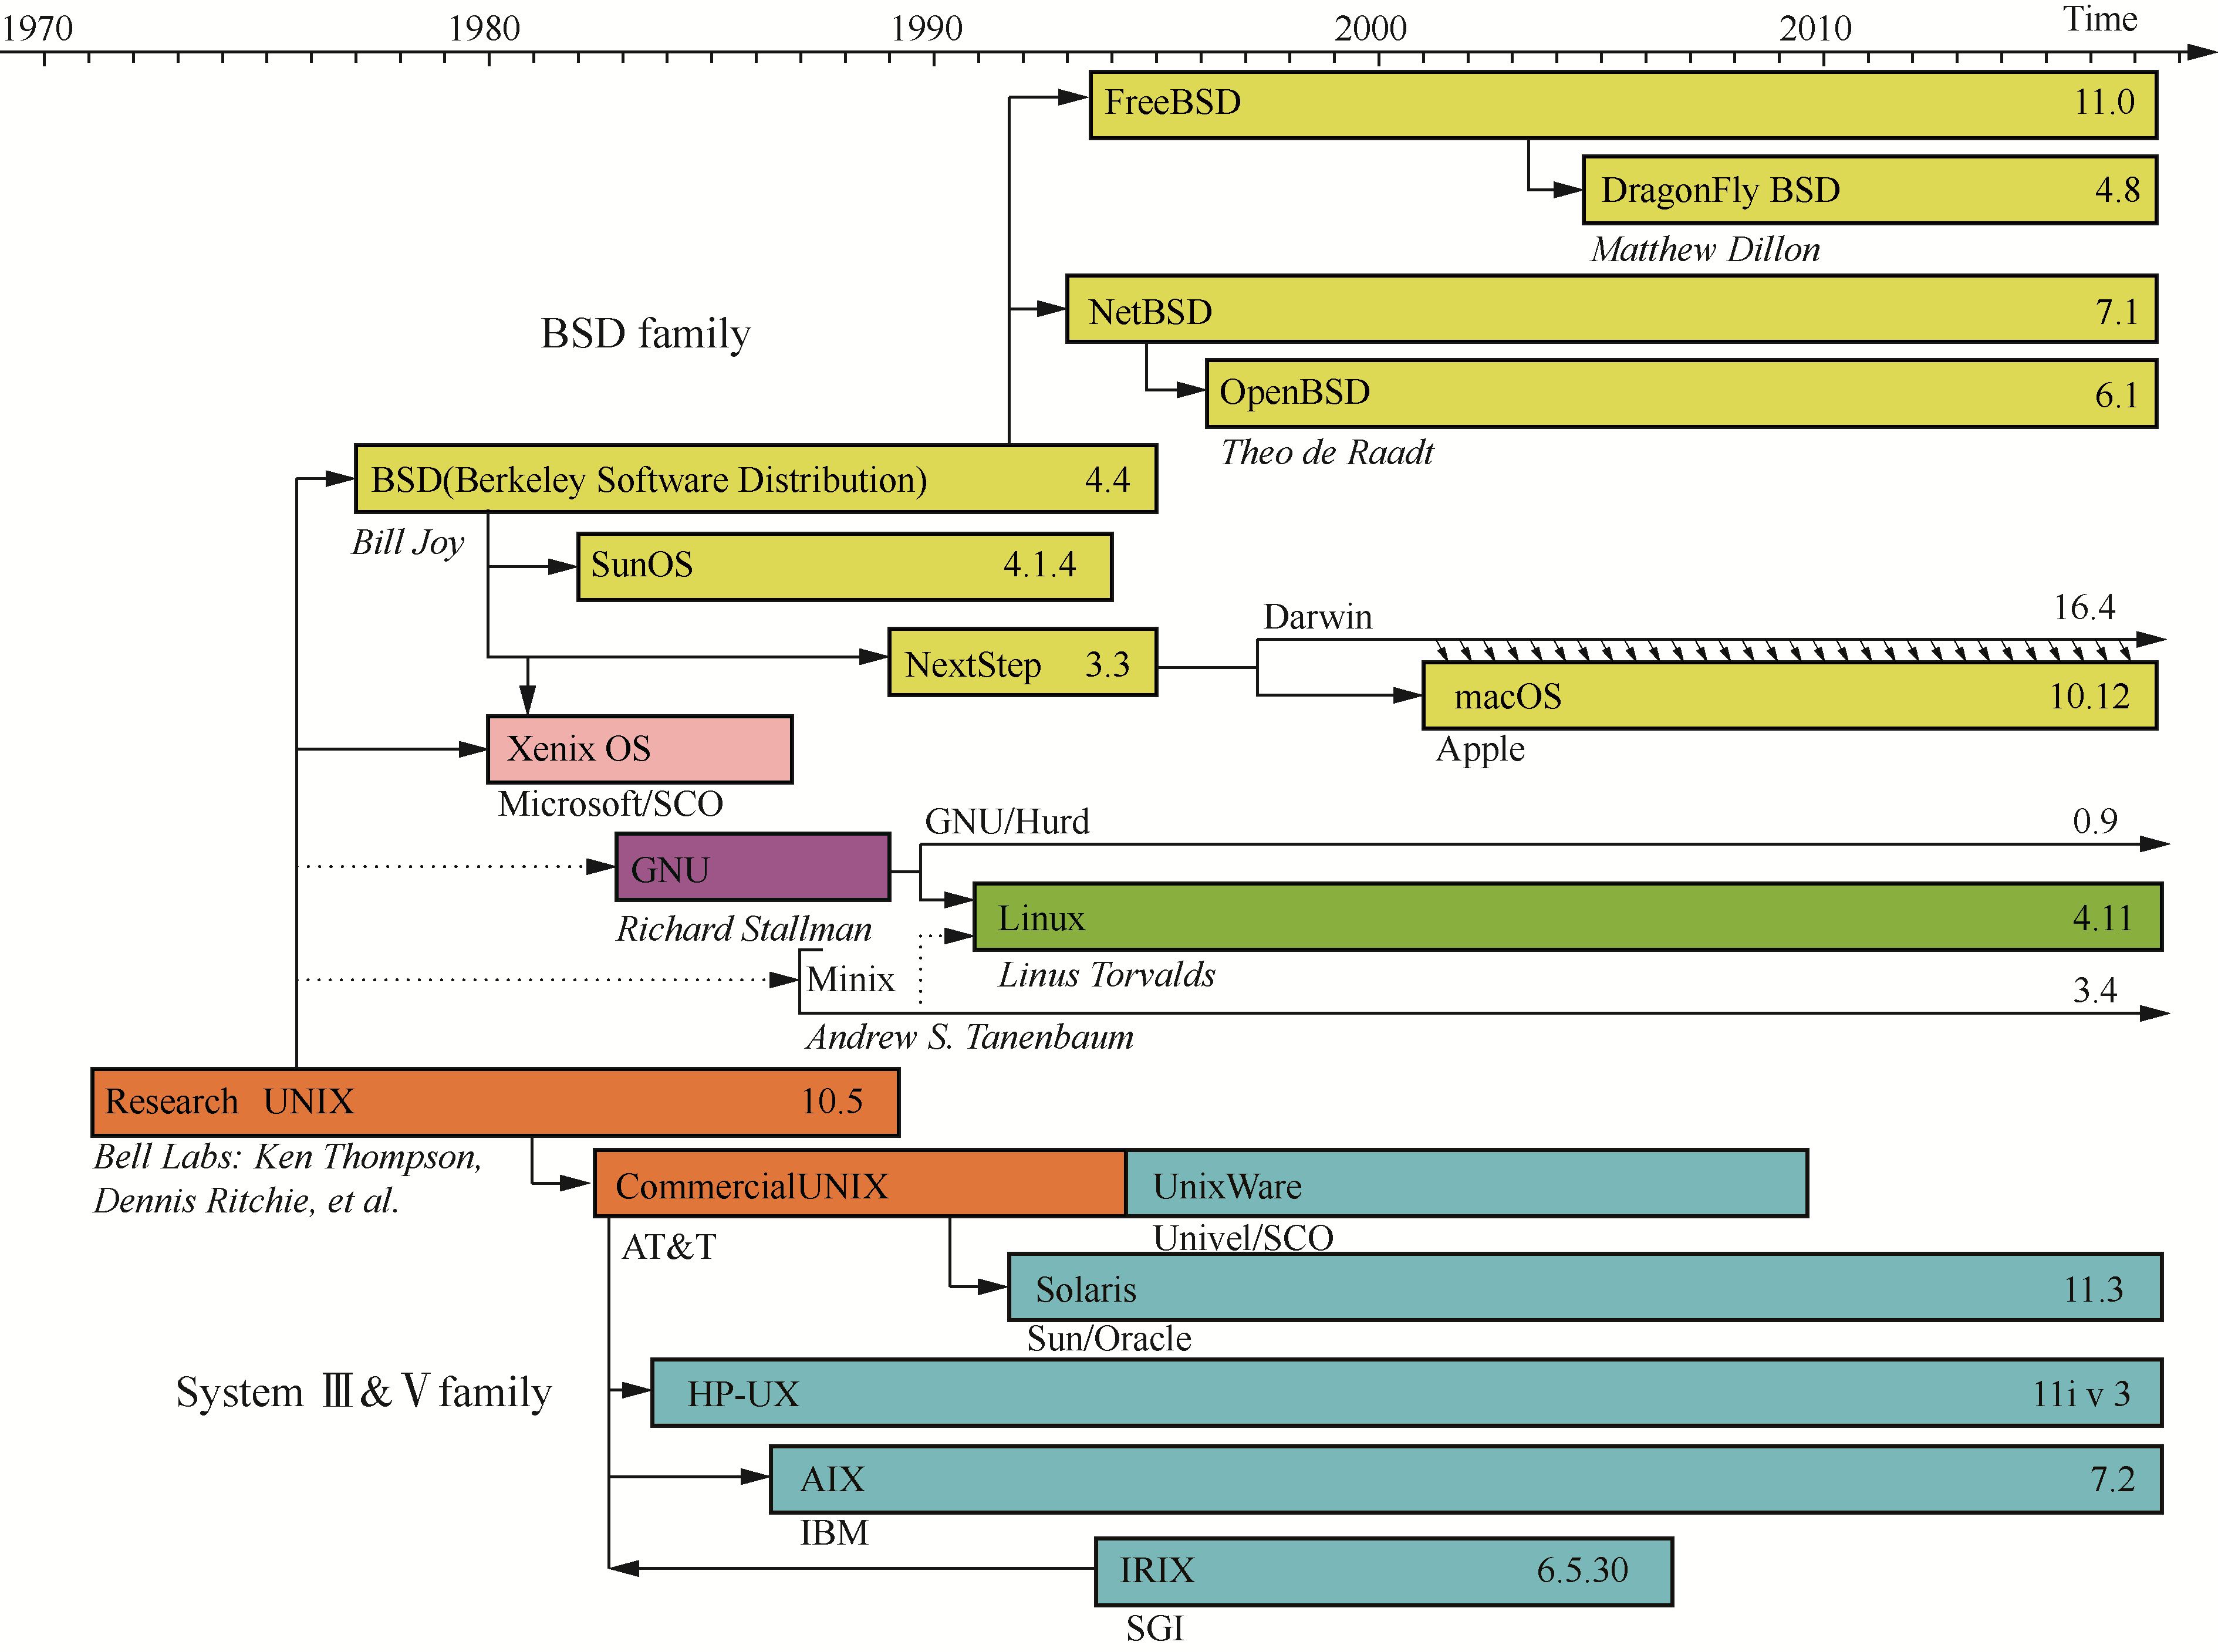 1970 1980 1990 2000 2010 Time
FreeBSD 11.0
DragonFly BSD 4.8
Matthew Dillon
NetBSD 7.1
BSD family
OpenBSD 6.1
Theo de Raadt
BSD(Berkeley Software Distribution) 4.4
Bill Joy
SunOS 4.1.4
Darwin 16.4
NextStep 3.3
macOS 10.12
Apple
Xenix OS
Microsoft/SCO
GNU/Hurd 0.9
GNU
Richard Stallman
Linux 4.11
Linus Torvalds
Minix 3.4
Andrew S. Tanenbaum
Research UNIX 10.5
Bell Labs: Ken Thompson,
Dennis Ritchie, et al.
CommercialUNIX UnixWare
AT&T Univel/SCO
Solaris 11.3
Sun/Oracle
System Ⅲ & Ⅴ family
HP-UX 11i v 3
AIX 7.2
IBM
IRIX 6.5.30
SGI